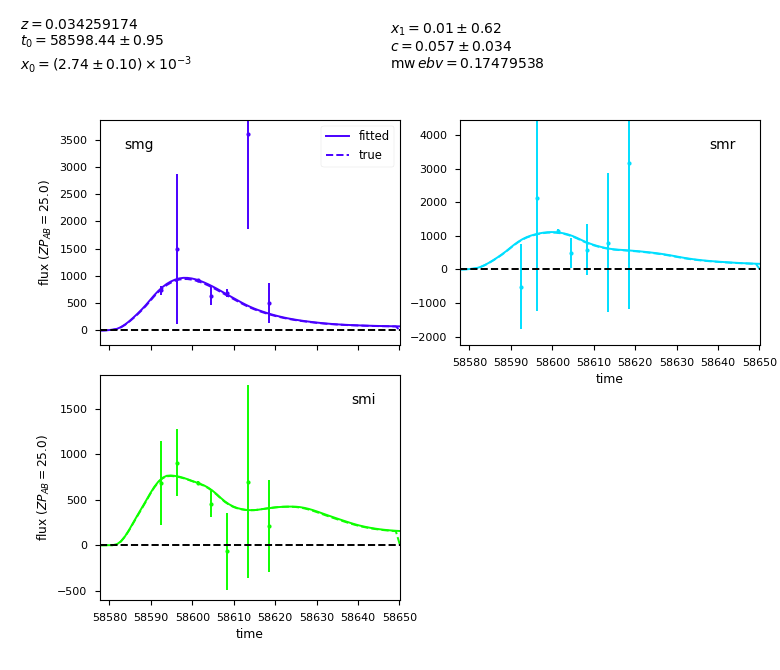 z = 0.034259174
t₀ = 58598.44 ± 0.95
x₀ = (2.74 ± 0.10) × 10⁻³
x₁ = 0.01 ± 0.62
c = 0.057 ± 0.034
mw ebv = 0.17479538
smg
fitted
true
flux (ZP_AB = 25.0)
3500
3000
2500
2000
1500
1000
500
0
smr
4000
3000
2000
1000
0
−1000
−2000
58580 58590 58600 58610 58620 58630 58640 58650
time
smi
flux (ZP_AB = 25.0)
1500
1000
500
0
−500
58580 58590 58600 58610 58620 58630 58640 58650
time